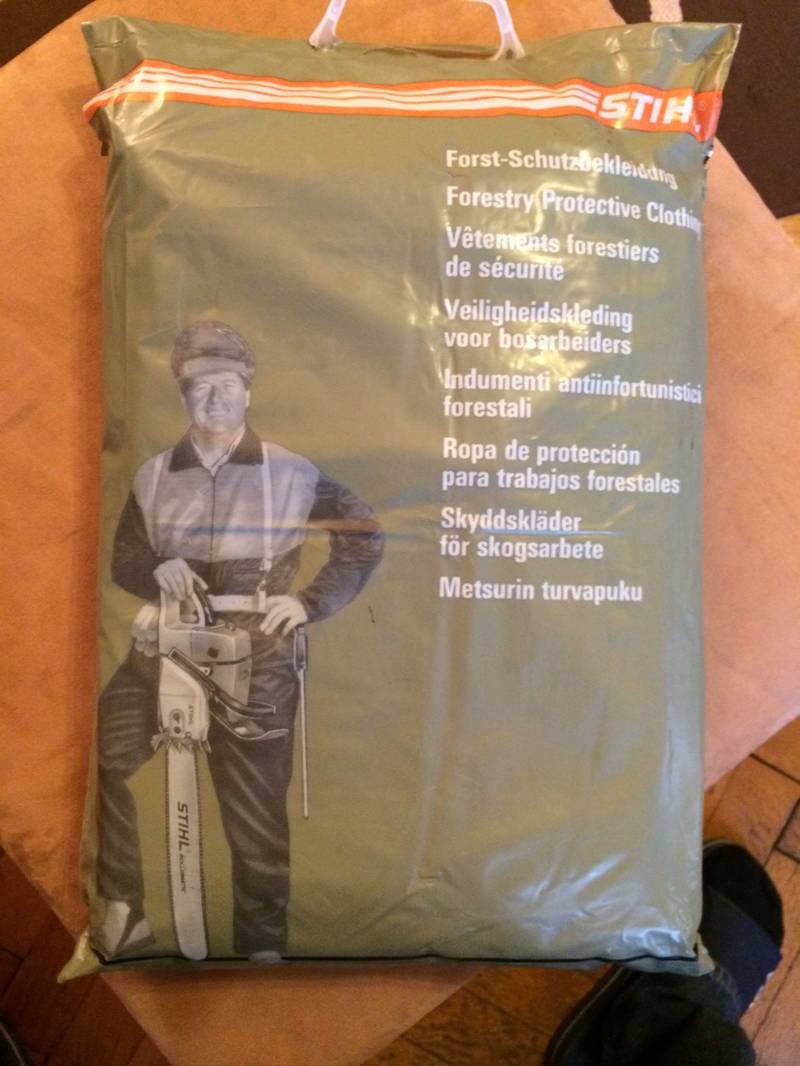 STIHL
Forst-Schutzbekleidung
Forestry Protective Clothing
Vêtements forestiers
de sécurité
Veiligheidskleding
voor bosarbeiders
Indumenti antiinfortunistici
forestali
Ropa de protección
para trabajos forestales
Skyddskläder
för skogsarbete
Metsurin turvapuku
STIHL
STIHL